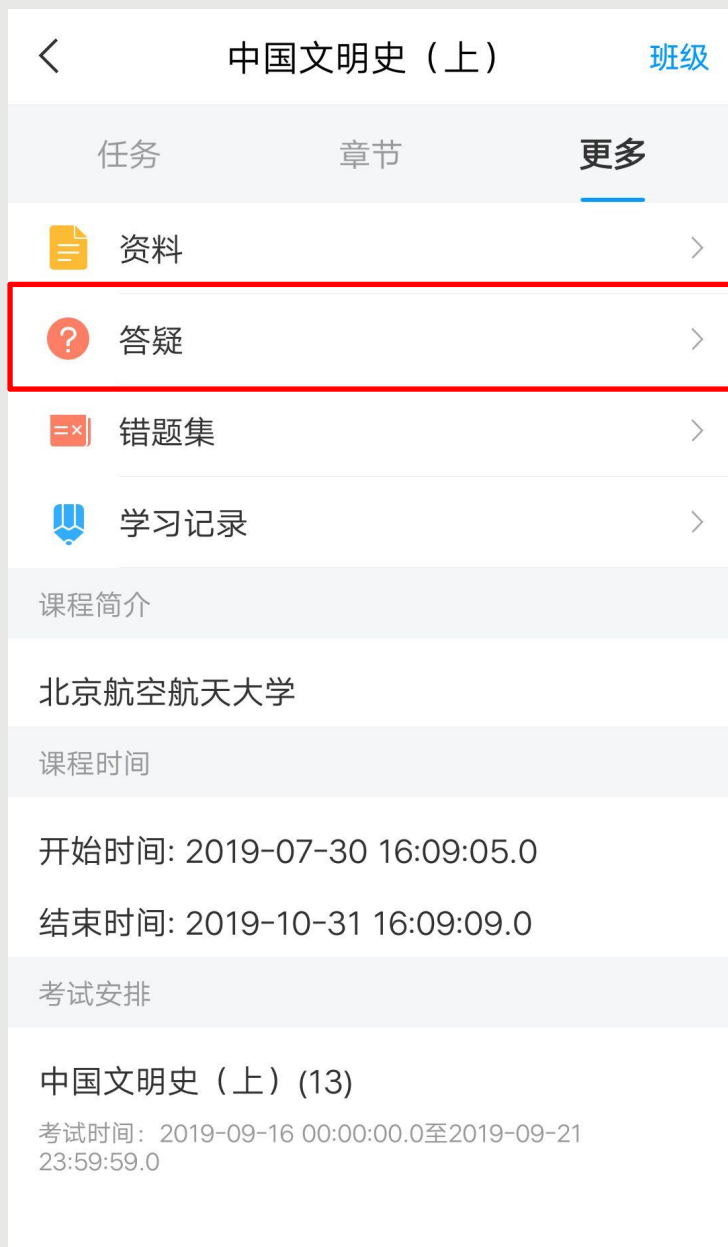 中国文明史（上）
班级
任务
章节
更多
资料
答疑
错题集
学习记录
课程简介
北京航空航天大学
课程时间
开始时间: 2019-07-30 16:09:05.0
结束时间: 2019-10-31 16:09:09.0
考试安排
中国文明史（上）(13)
考试时间：2019-09-16 00:00:00.0至2019-09-21
23:59:59.0